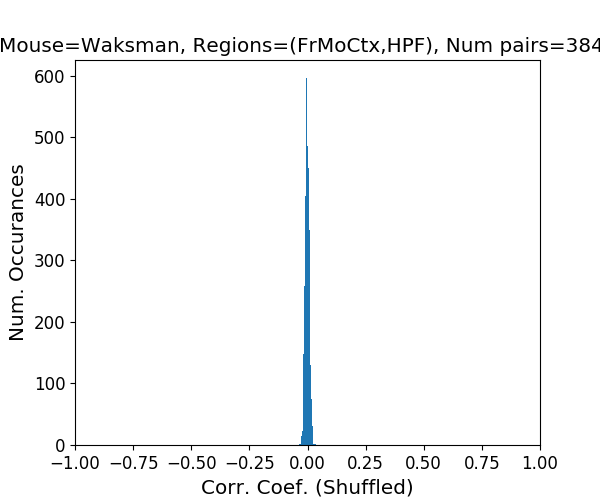 Mouse=Waksman, Regions=(FrMoCtx,HPF), Num pairs=384
600
500
400
300
200
100
0
Num. Occurances
−1.00 −0.75 −0.50 −0.25 0.00 0.25 0.50 0.75 1.00
Corr. Coef. (Shuffled)